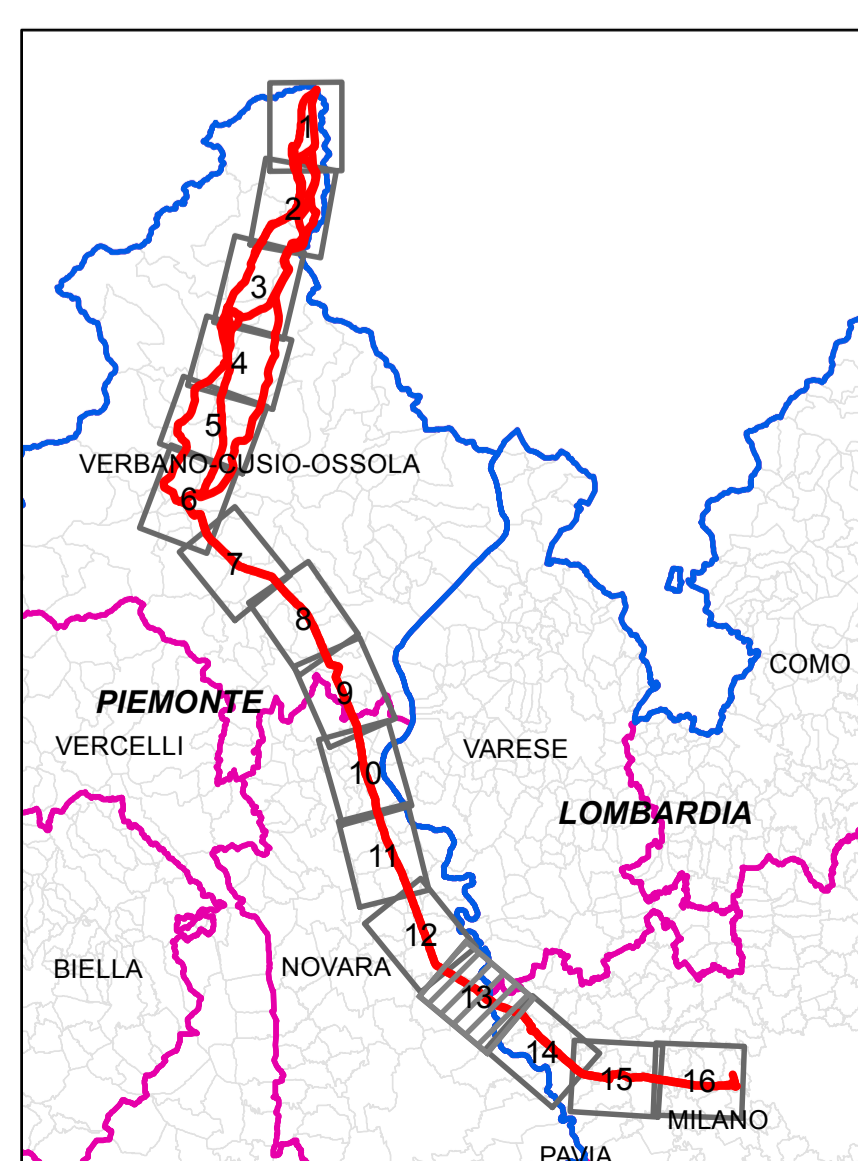 1
2
3
4
5
VERBANO-CUSIO-OSSOLA
6
7
8
COMO
9
PIEMONTE
VERCELLI
VARESE
10
LOMBARDIA
11
12
BIELLA
NOVARA
13
14
15
16
MILANO
PAVIA